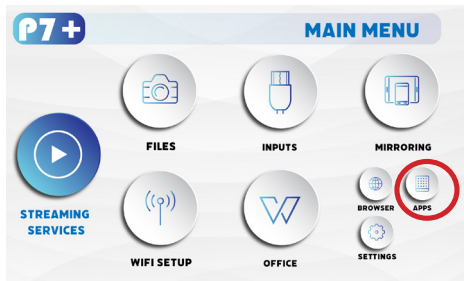 P7+
MAIN MENU
FILES
INPUTS
MIRRORING
BROWSER
APPS
STREAMING
SERVICES
WIFI SETUP
OFFICE
SETTINGS